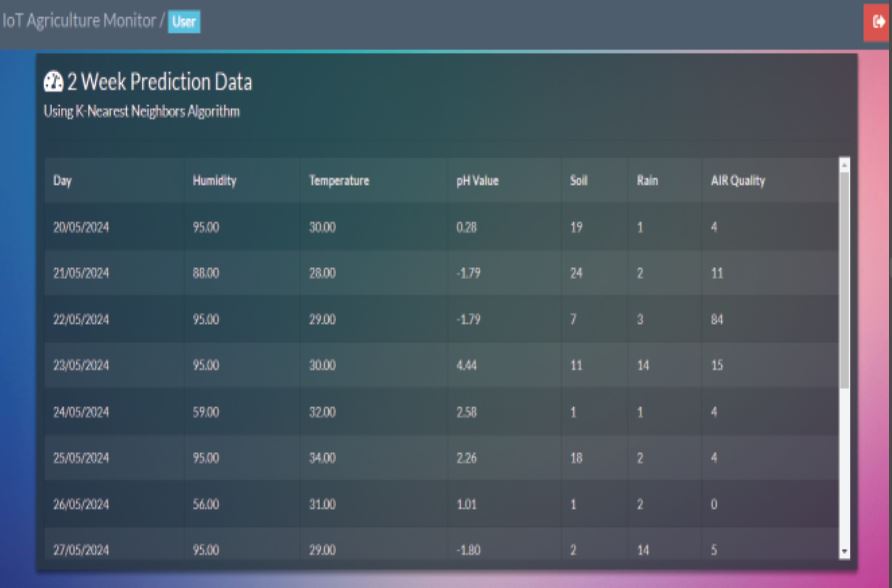 IoT Agriculture Monitor / User
2 Week Prediction Data
Using K-Nearest Neighbors Algorithm
Day Humidity Temperature pH Value Soil Rain AIR Quality
20/05/2024 95.00 30.00 0.28 19 1 4
21/05/2024 88.00 28.00 -1.79 24 2 11
22/05/2024 95.00 29.00 -1.79 7 3 84
23/05/2024 95.00 30.00 4.44 11 14 15
24/05/2024 59.00 32.00 2.58 1 1 4
25/05/2024 95.00 34.00 2.26 18 2 4
26/05/2024 56.00 31.00 1.01 1 2 0
27/05/2024 95.00 29.00 -1.80 2 14 5